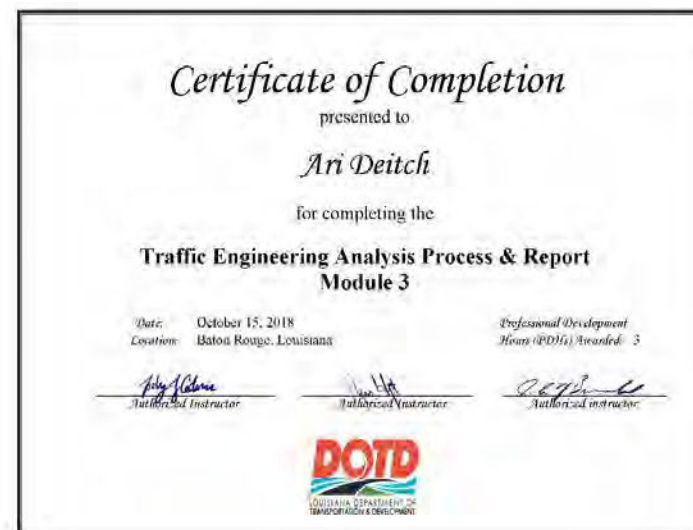 Certificate of Completion
presented to
Ari Deitch
for completing the
Traffic Engineering Analysis Process & Report
Module 3
Date: October 15, 2018
Location: Baton Rouge, Louisiana
Professional Development
Hours (PDHs) Awarded: 3
Authorized Instructor
Authorized Instructor
Authorized instructor
DOTD
LOUISIANA DEPARTMENT OF
TRANSPORTATION & DEVELOPMENT